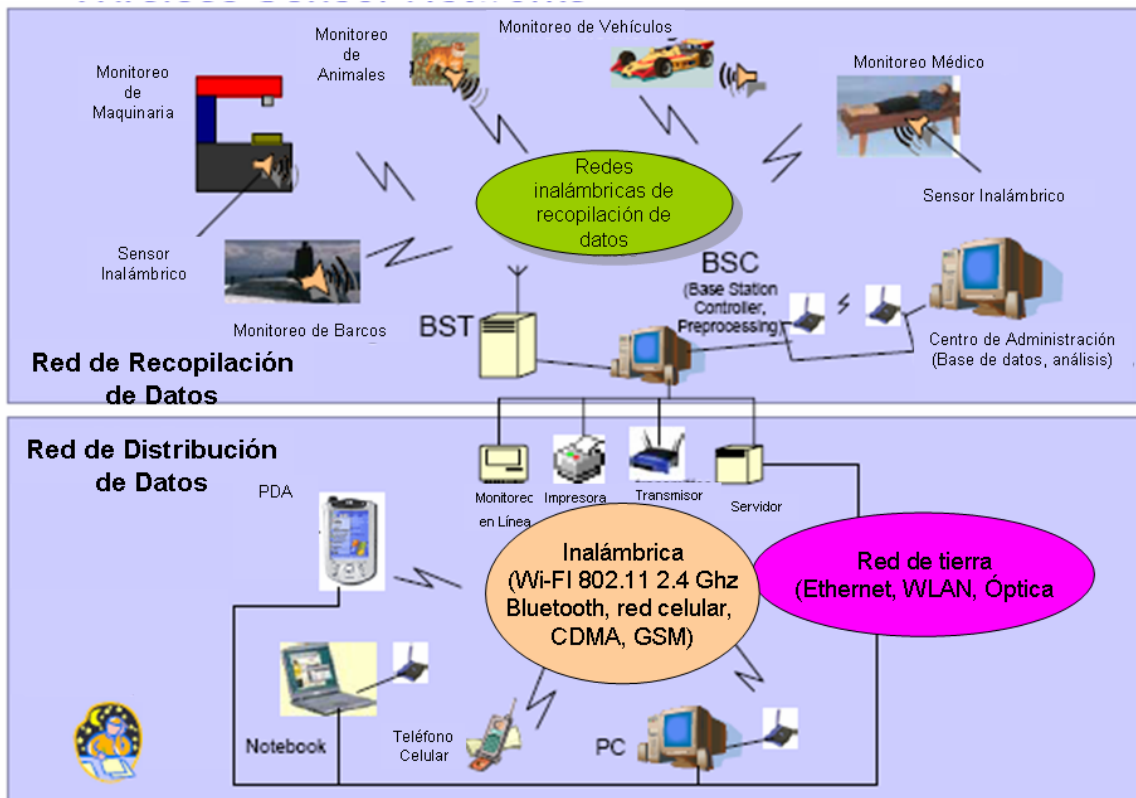 Wireless Sensor Networks
Monitoreo
de
Animales
Monitoreo de Vehículos
Monitoreo
de
Maquinaria
Monitoreo Médico
Redes
inalámbricas de
recopilación de
datos
Sensor Inalámbrico
Sensor
Inalámbrico
Monitoreo de Barcos
BST
BSC
(Base Station
Controller,
Preprocessing)
Centro de Administración
(Base de datos, análisis)
Red de Recopilación
de Datos
Red de Distribución
de Datos
Monitoreo
en Línea
Impresora
Transmisor
Servidor
PDA
Inalámbrica
(Wi-FI 802.11 2.4 Ghz
Bluetooth, red celular,
CDMA, GSM)
Red de tierra
(Ethernet, WLAN, Óptica
Notebook
Teléfono
Celular
PC